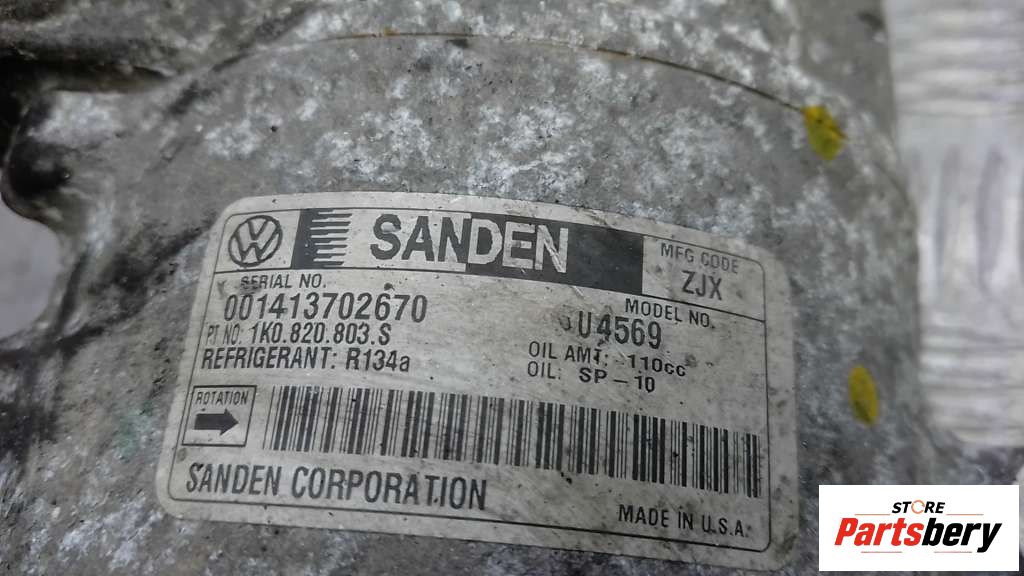 SANDEN
MFG CODE
ZJX
SERIAL NO.
001413702670
MODEL NO.
U4569
PT NO: 1K0.820.803.S
REFRIGERANT: R134a
OIL AMT: 110cc
OIL: SP-10
ROTATION
SANDEN CORPORATION
MADE IN U.S.A.
STORE
Partsbery